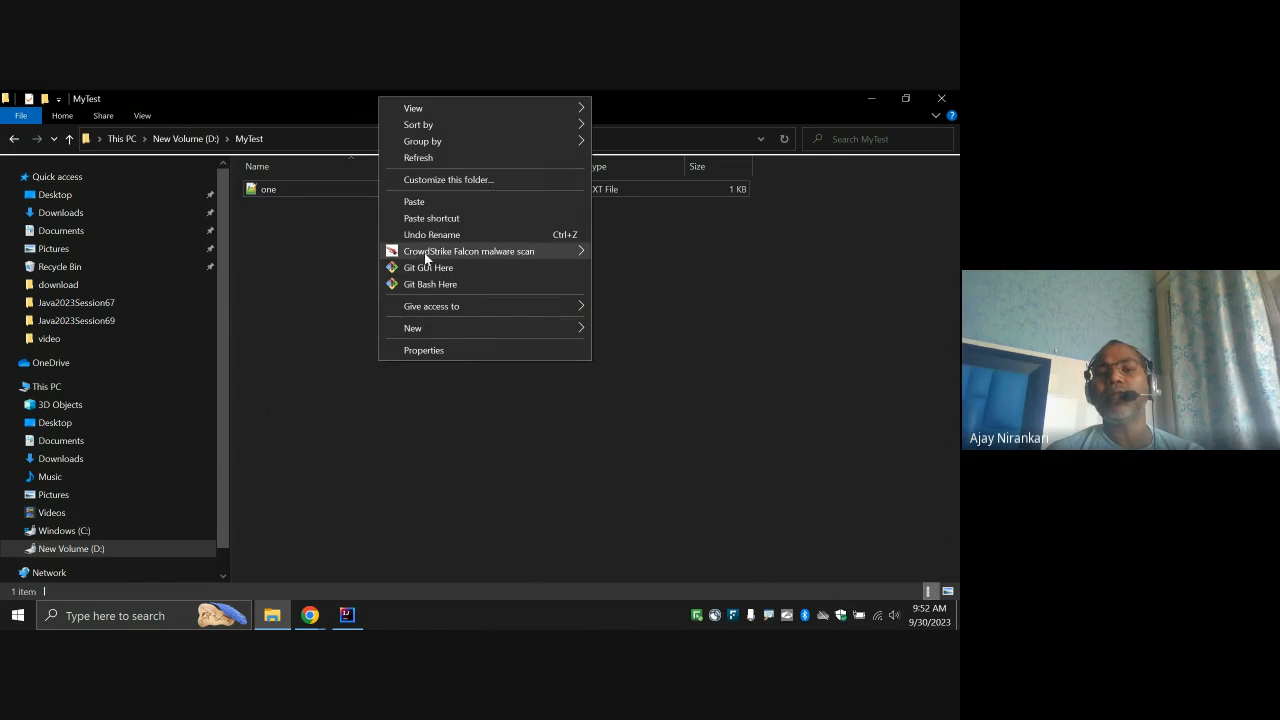 MyTest
File
Home
Share
View
This PC
New Volume (D:)
MyTest
Search MyTest
Name
ype
Size
one
XT File
1 KB
Quick access
Desktop
Downloads
Documents
Pictures
Recycle Bin
download
Java2023Session67
Java2023Session69
video
OneDrive
This PC
3D Objects
Desktop
Documents
Downloads
Music
Pictures
Videos
Windows (C:)
New Volume (D:)
Network
View
Sort by
Group by
Refresh
Customize this folder...
Paste
Paste shortcut
Undo Rename Ctrl+Z
CrowdStrike Falcon malware scan
Git GUI Here
Git Bash Here
Give access to
New
Properties
1 item
Type here to search
9:52 AM
9/30/2023
Ajay Nirankari